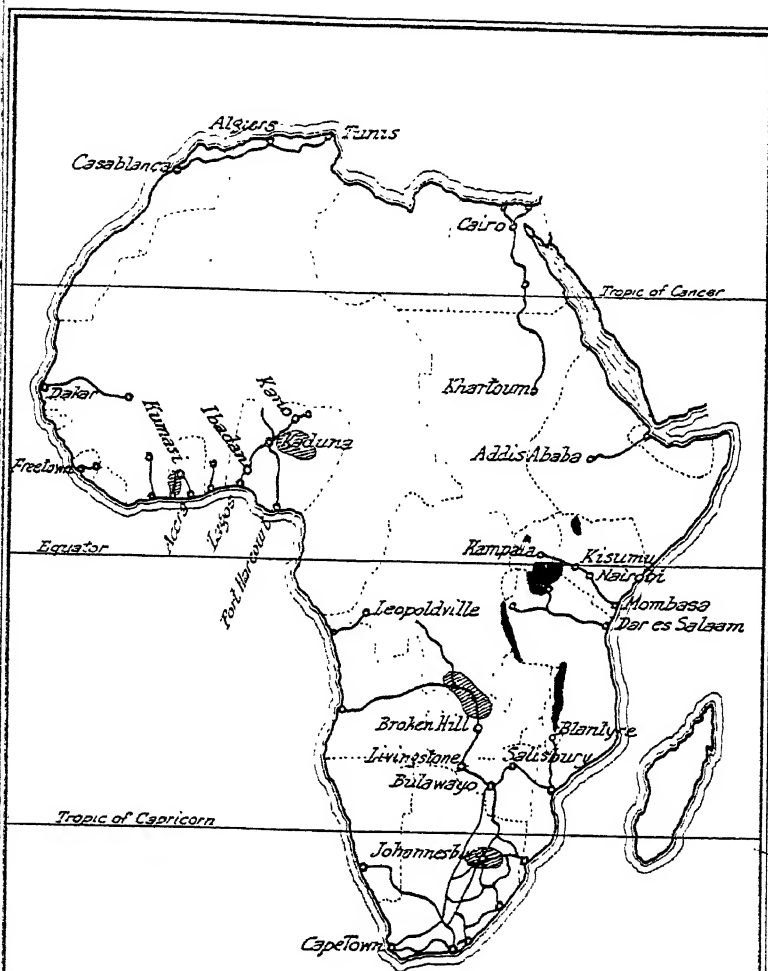 Algiers
Tunis
Casablanca
Cairo
Tropic of Cancer
Dakar
Khartoum
Kano
Ibadan
Kumasi
Kaduna
Addis Ababa
Freetown
Accra
Lagos
Port Harcourt
Equator
Kampala
Kisumu
Nairobi
Mombasa
Leopoldville
Dar es Salaam
Broken Hill
Blantyre
Livingstone
Salisbury
Bulawayo
Tropic of Capricorn
Johannesburg
Cape Town